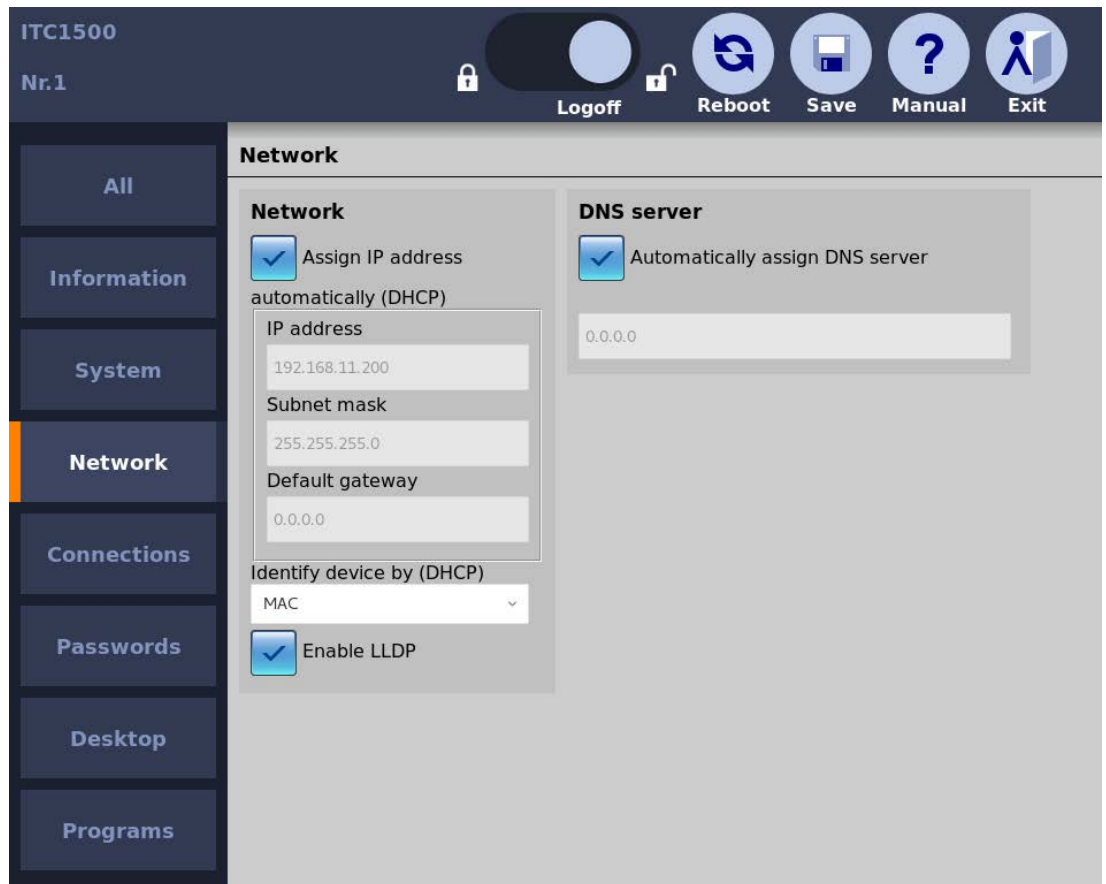 ITC1500
Nr.1
Logoff
Reboot
Save
Manual
Exit
All
Information
System
Network
Connections
Passwords
Desktop
Programs
Network
Network
Assign IP address
automatically (DHCP)
IP address
192.168.11.200
Subnet mask
255.255.255.0
Default gateway
0.0.0.0
Identify device by (DHCP)
MAC
Enable LLDP
DNS server
Automatically assign DNS server
0.0.0.0